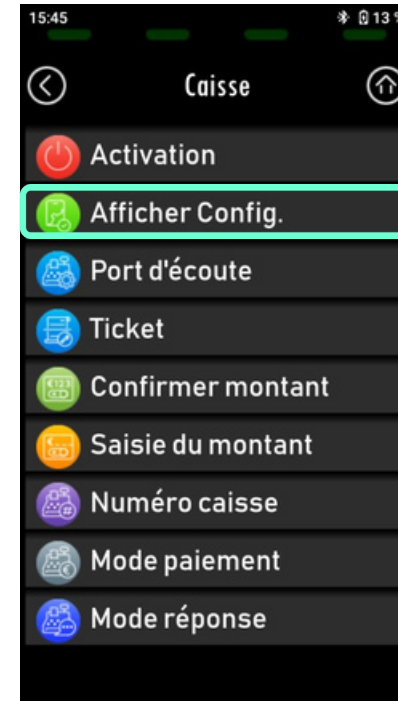 15:45 13 %
Caisse
Activation
Afficher Config.
Port d'écoute
Ticket
Confirmer montant
Saisie du montant
Numéro caisse
Mode paiement
Mode réponse